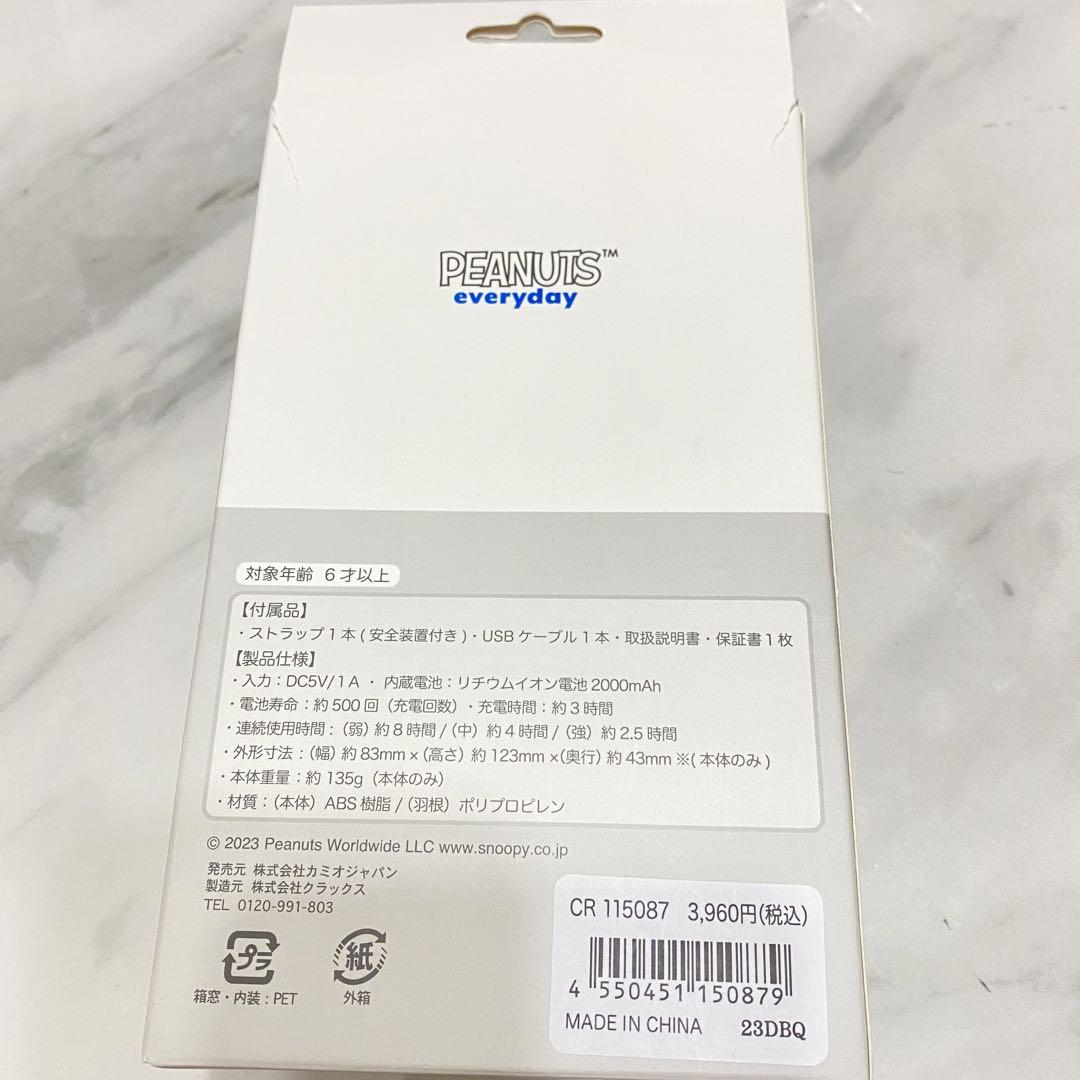 PEANUTS™
everyday
対象年齢 6才以上
【付属品】
・ストラップ1本(安全装置付き)・USBケーブル1本・取扱説明書・保証書1枚
【製品仕様】
・入力：DC5V/1A ・ 内蔵電池：リチウムイオン電池2000mAh
・電池寿命：約500回（充電回数）・充電時間：約3時間
・連続使用時間：（弱）約8時間/（中）約4時間/（強）約2.5時間
・外形寸法：（幅）約83mm×（高さ）約123mm×（奥行）約43mm ※(本体のみ)
・本体重量：約135g（本体のみ）
・材質：（本体）ABS樹脂/（羽根）ポリプロピレン
© 2023 Peanuts Worldwide LLC www.snoopy.co.jp
発売元 株式会社カミオジャパン
製造元 株式会社クラックス
TEL 0120-991-803
プラ
紙
箱窓・内装：PET
外箱
CR 115087 3,960円(税込)
4 550451 150879
MADE IN CHINA 23DBQ